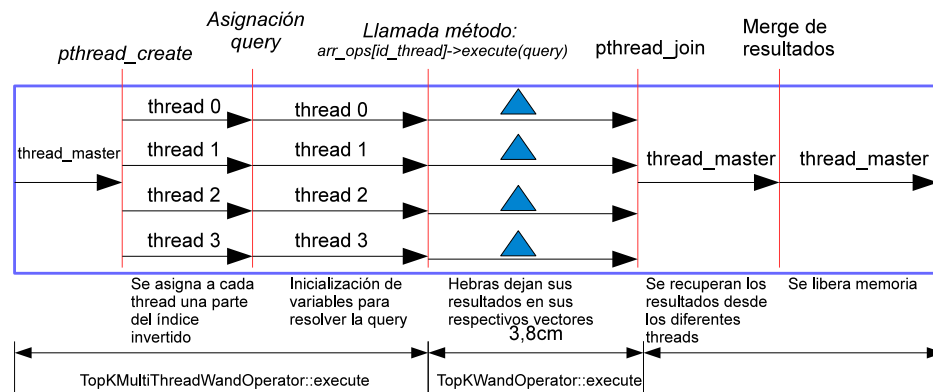 Asignación
query
Llamada método:
arr_ops[id_thread]->execute(query)
pthread_create
pthread_join
Merge de
resultados
thread 0
thread 0
thread_master
thread 1
thread 1
thread_master
thread_master
thread 2
thread 2
thread 3
thread 3
Se asigna a cada
thread una parte
del índice
invertido
Inicialización de
variables para
resolver la query
Hebras dejan sus
resultados en sus
respectivos vectores
3,8cm
Se recuperan los
resultados desde
los diferentes
threads
Se libera memoria
TopKMultiThreadWandOperator::execute
TopKWandOperator::execute